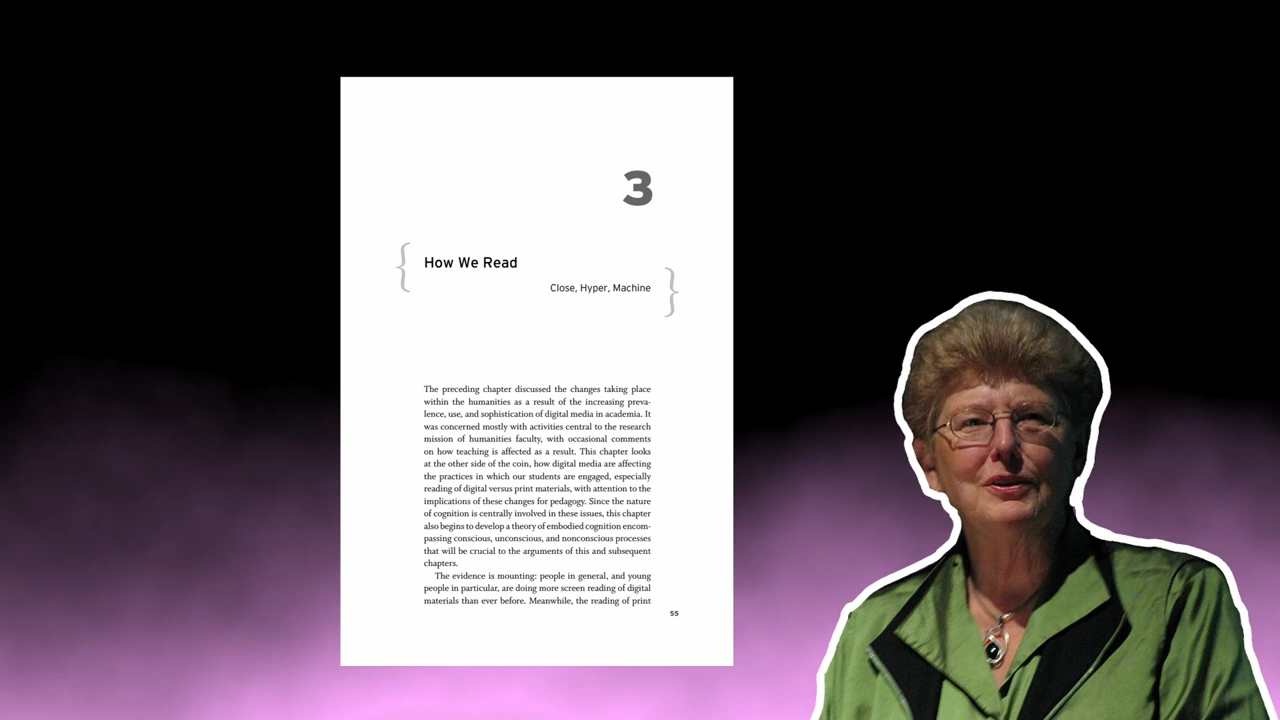 3
{ How We Read
Close, Hyper, Machine }
The preceding chapter discussed the changes taking place
within the humanities as a result of the increasing preva-
lence, use, and sophistication of digital media in academia. It
was concerned mostly with activities central to the research
mission of humanities faculty, with occasional comments
on how teaching is affected as a result. This chapter looks
at the other side of the coin, how digital media are affecting
the practices in which our students are engaged, especially
reading of digital versus print materials, with attention to the
implications of these changes for pedagogy. Since the nature
of cognition is centrally involved in these issues, this chapter
also begins to develop a theory of embodied cognition encom-
passing conscious, unconscious, and nonconscious processes
that will be crucial to the arguments of this and subsequent
chapters.
The evidence is mounting: people in general, and young
people in particular, are doing more screen reading of digital
materials than ever before. Meanwhile, the reading of print
55